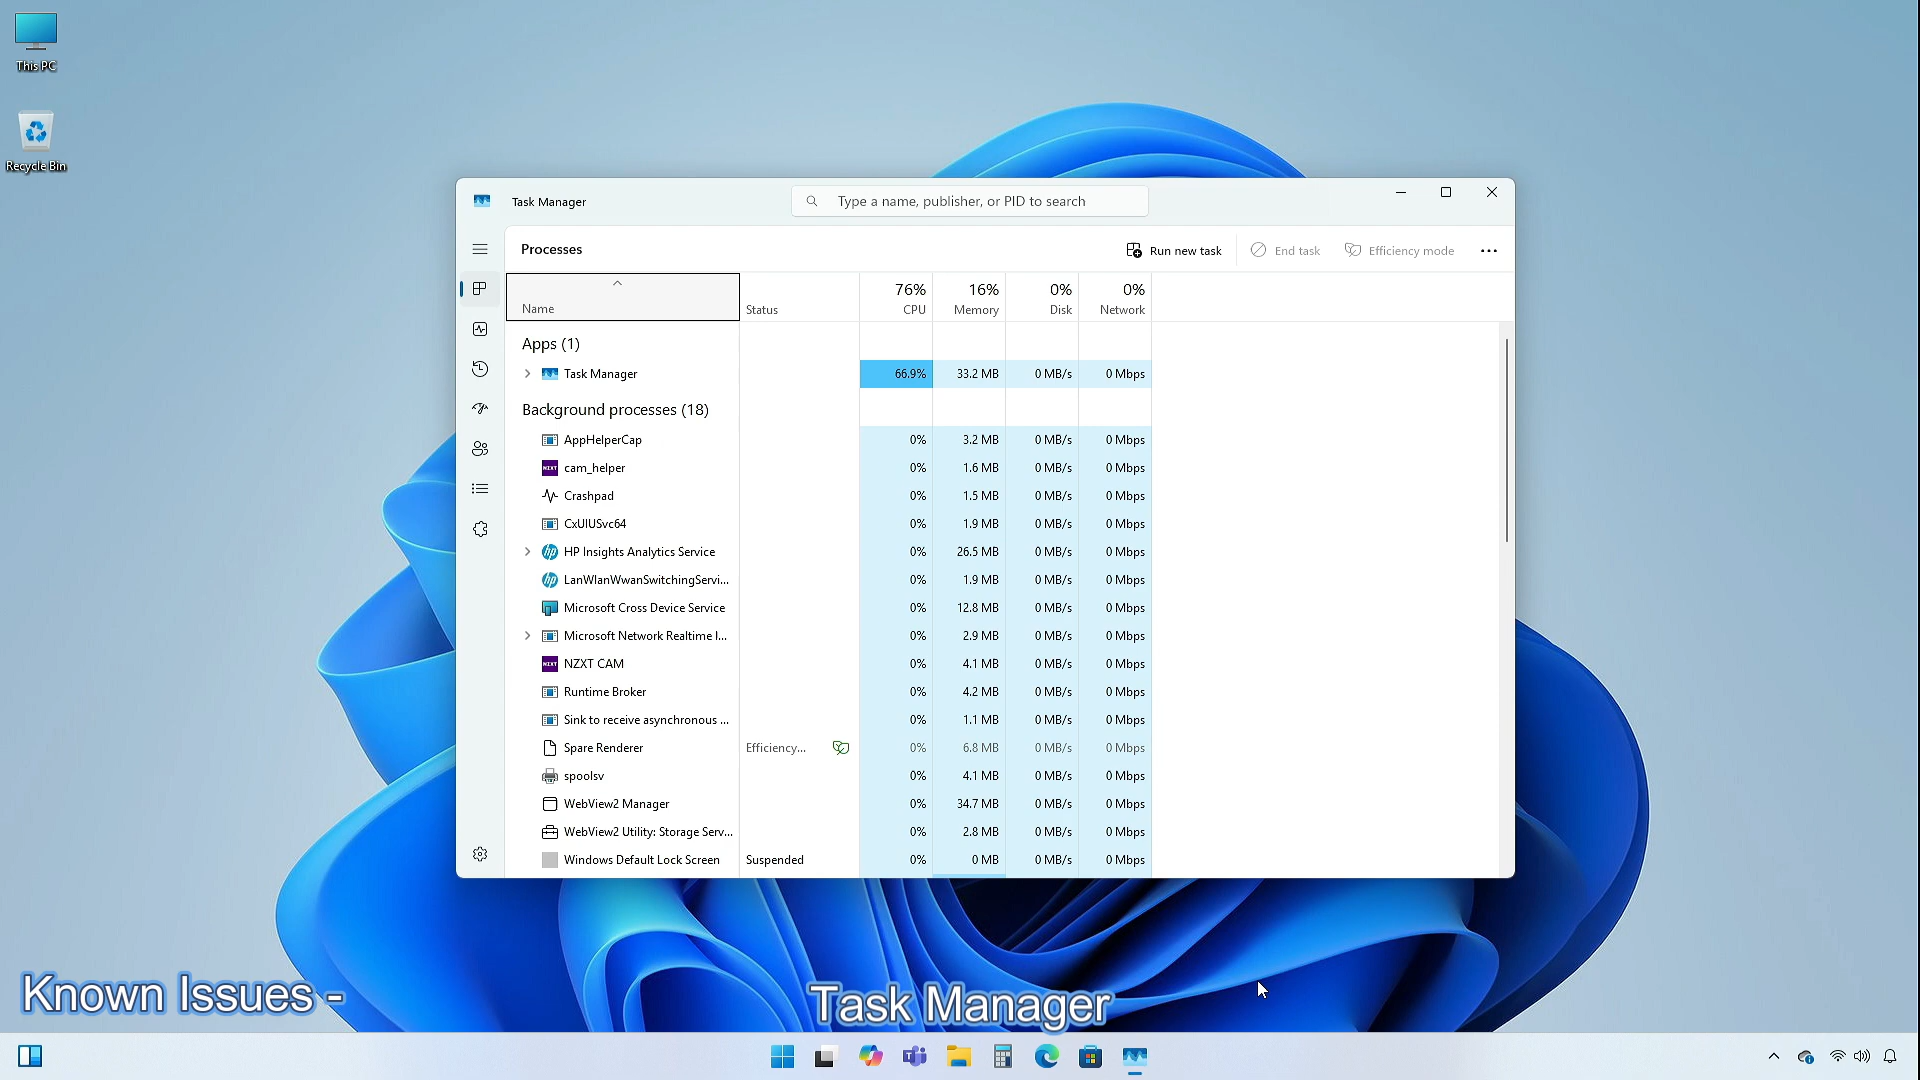 This PC
Recycle Bin
Task Manager
Type a name, publisher, or PID to search
Processes
Run new task
End task
Efficiency mode
Name
Status
76%
CPU
16%
Memory
0%
Disk
0%
Network
Apps (1)
Task Manager 66.9% 33.2 MB 0 MB/s 0 Mbps
Background processes (18)
AppHelperCap 0% 3.2 MB 0 MB/s 0 Mbps
NZXT cam_helper 0% 1.6 MB 0 MB/s 0 Mbps
Crashpad 0% 1.5 MB 0 MB/s 0 Mbps
CxUIUSvc64 0% 1.9 MB 0 MB/s 0 Mbps
hp HP Insights Analytics Service 0% 26.5 MB 0 MB/s 0 Mbps
hp LanWlanWwanSwitchingServi... 0% 1.9 MB 0 MB/s 0 Mbps
Microsoft Cross Device Service 0% 12.8 MB 0 MB/s 0 Mbps
Microsoft Network Realtime I... 0% 2.9 MB 0 MB/s 0 Mbps
NZXT NZXT CAM 0% 4.1 MB 0 MB/s 0 Mbps
Runtime Broker 0% 4.2 MB 0 MB/s 0 Mbps
Sink to receive asynchronous ... 0% 1.1 MB 0 MB/s 0 Mbps
Spare Renderer Efficiency... 0% 6.8 MB 0 MB/s 0 Mbps
spoolsv 0% 4.1 MB 0 MB/s 0 Mbps
WebView2 Manager 0% 34.7 MB 0 MB/s 0 Mbps
WebView2 Utility: Storage Serv... 0% 2.8 MB 0 MB/s 0 Mbps
Windows Default Lock Screen Suspended 0% 0 MB 0 MB/s 0 Mbps
Known Issues -
Task Manager